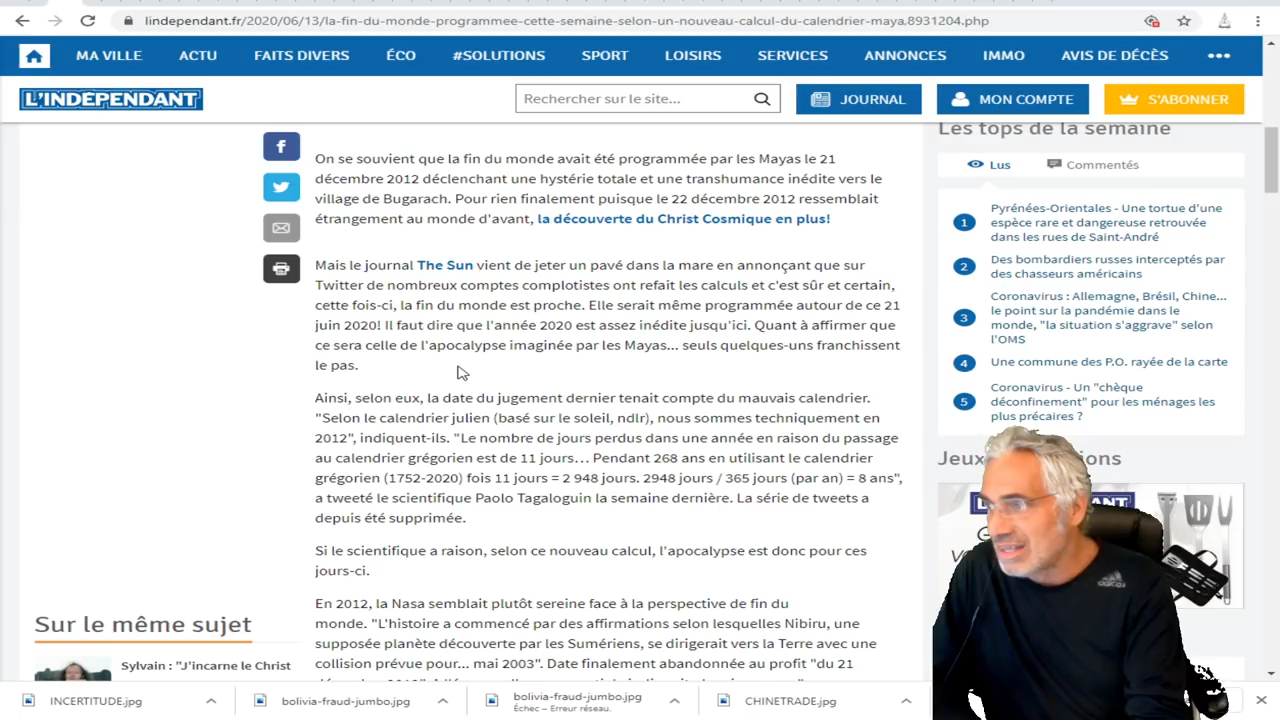 lindependant.fr/2020/06/13/la-fin-du-monde-programmee-cette-semaine-selon-un-nouveau-calcul-du-calendrier-maya,8931204.php
MA VILLE ACTU FAITS DIVERS ÉCO #SOLUTIONS SPORT LOISIRS SERVICES ANNONCES IMMO AVIS DE DÉCÈS
L'INDÉPENDANT
Rechercher sur le site...
JOURNAL
MON COMPTE
S'ABONNER
On se souvient que la fin du monde avait été programmée par les Mayas le 21
décembre 2012 déclenchant une hystérie totale et une transhumance inédite vers le
village de Bugarach. Pour rien finalement puisque le 22 décembre 2012 ressemblait
étrangement au monde d'avant, la découverte du Christ Cosmique en plus!
Mais le journal The Sun vient de jeter un pavé dans la mare en annonçant que sur
Twitter de nombreux comptes complotistes ont refait les calculs et c'est sûr et certain,
cette fois-ci, la fin du monde est proche. Elle serait même programmée autour de ce 21
juin 2020! Il faut dire que l'année 2020 est assez inédite jusqu'ici. Quant à affirmer que
ce sera celle de l'apocalypse imaginée par les Mayas... seuls quelques-uns franchissent
le pas.
Ainsi, selon eux, la date du jugement dernier tenait compte du mauvais calendrier.
"Selon le calendrier julien (basé sur le soleil, ndlr), nous sommes techniquement en
2012", indiquent-ils. "Le nombre de jours perdus dans une année en raison du passage
au calendrier grégorien est de 11 jours… Pendant 268 ans en utilisant le calendrier
grégorien (1752-2020) fois 11 jours = 2 948 jours. 2948 jours / 365 jours (par an) = 8 ans",
a tweeté le scientifique Paolo Tagaloguin la semaine dernière. La série de tweets a
depuis été supprimée.
Si le scientifique a raison, selon ce nouveau calcul, l'apocalypse est donc pour ces
jours-ci.
En 2012, la Nasa semblait plutôt sereine face à la perspective de fin du
monde. "L'histoire a commencé par des affirmations selon lesquelles Nibiru, une
supposée planète découverte par les Sumériens, se dirigerait vers la Terre avec une
collision prévue pour... mai 2003". Date finalement abandonnée au profit "du 21
Sur le même sujet
Sylvain : "J'incarne le Christ
Les tops de la semaine
Lus
Commentés
1
Pyrénées-Orientales - Une tortue d'une
espèce rare et dangereuse retrouvée
dans les rues de Saint-André
2
Des bombardiers russes interceptés par
des chasseurs américains
3
Coronavirus : Allemagne, Brésil, Chine...
le point sur la pandémie dans le
monde, "la situation s'aggrave" selon
l'OMS
4
Une commune des P.O. rayée de la carte
5
Coronavirus - Un "chèque
déconfinement" pour les ménages les
plus précaires ?
adidas
INCERTITUDE.jpg
bolivia-fraud-jumbo.jpg
bolivia-fraud-jumbo.jpg
Échec – Erreur réseau.
CHINETRADE.jpg